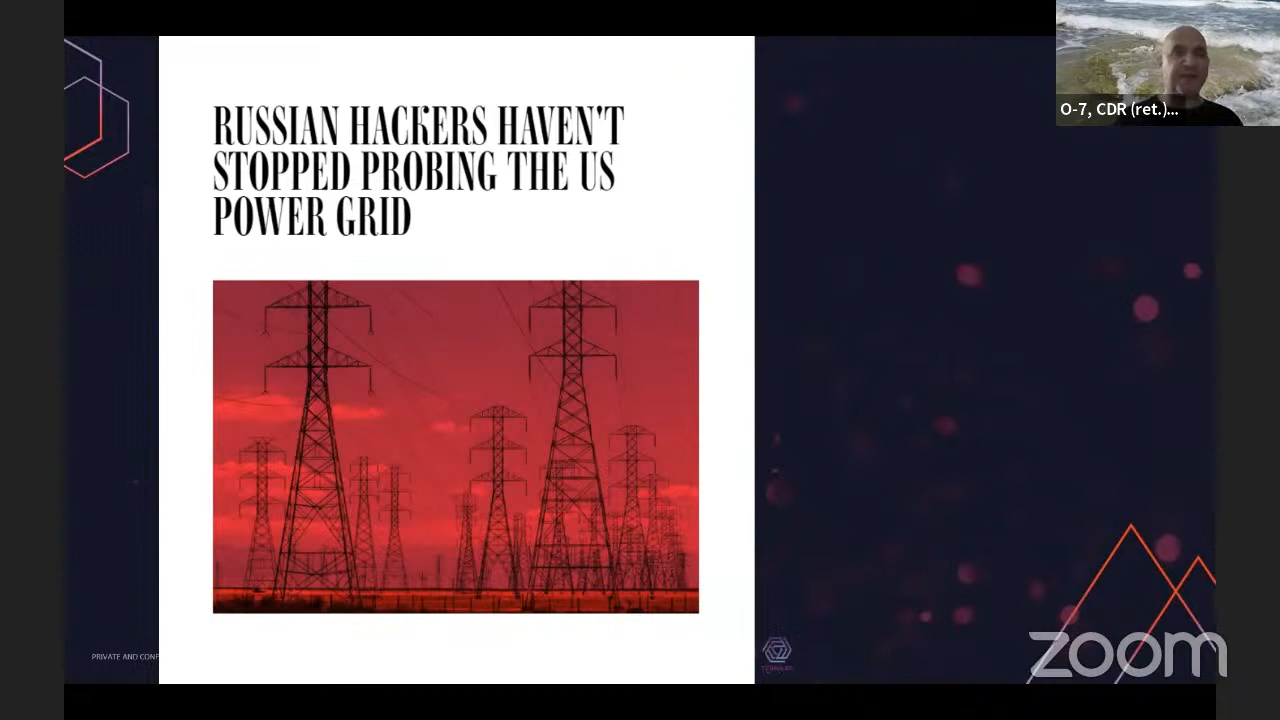 O-7, CDR (ret.)...
RUSSIAN HACKERS HAVEN'T
STOPPED PROBING THE US
POWER GRID
PRIVATE AND CONF
zoom